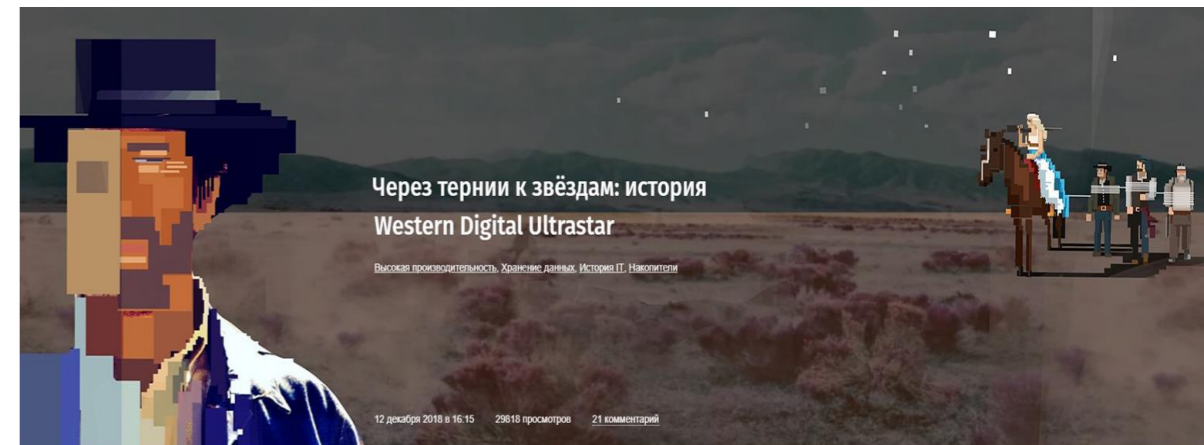 Через тернии к звёздам: история
Western Digital Ultrastar
Высокая производительность, Хранение данных, История IT, Накопители
12 декабря 2018 в 16:15 29818 просмотров 21 комментарий